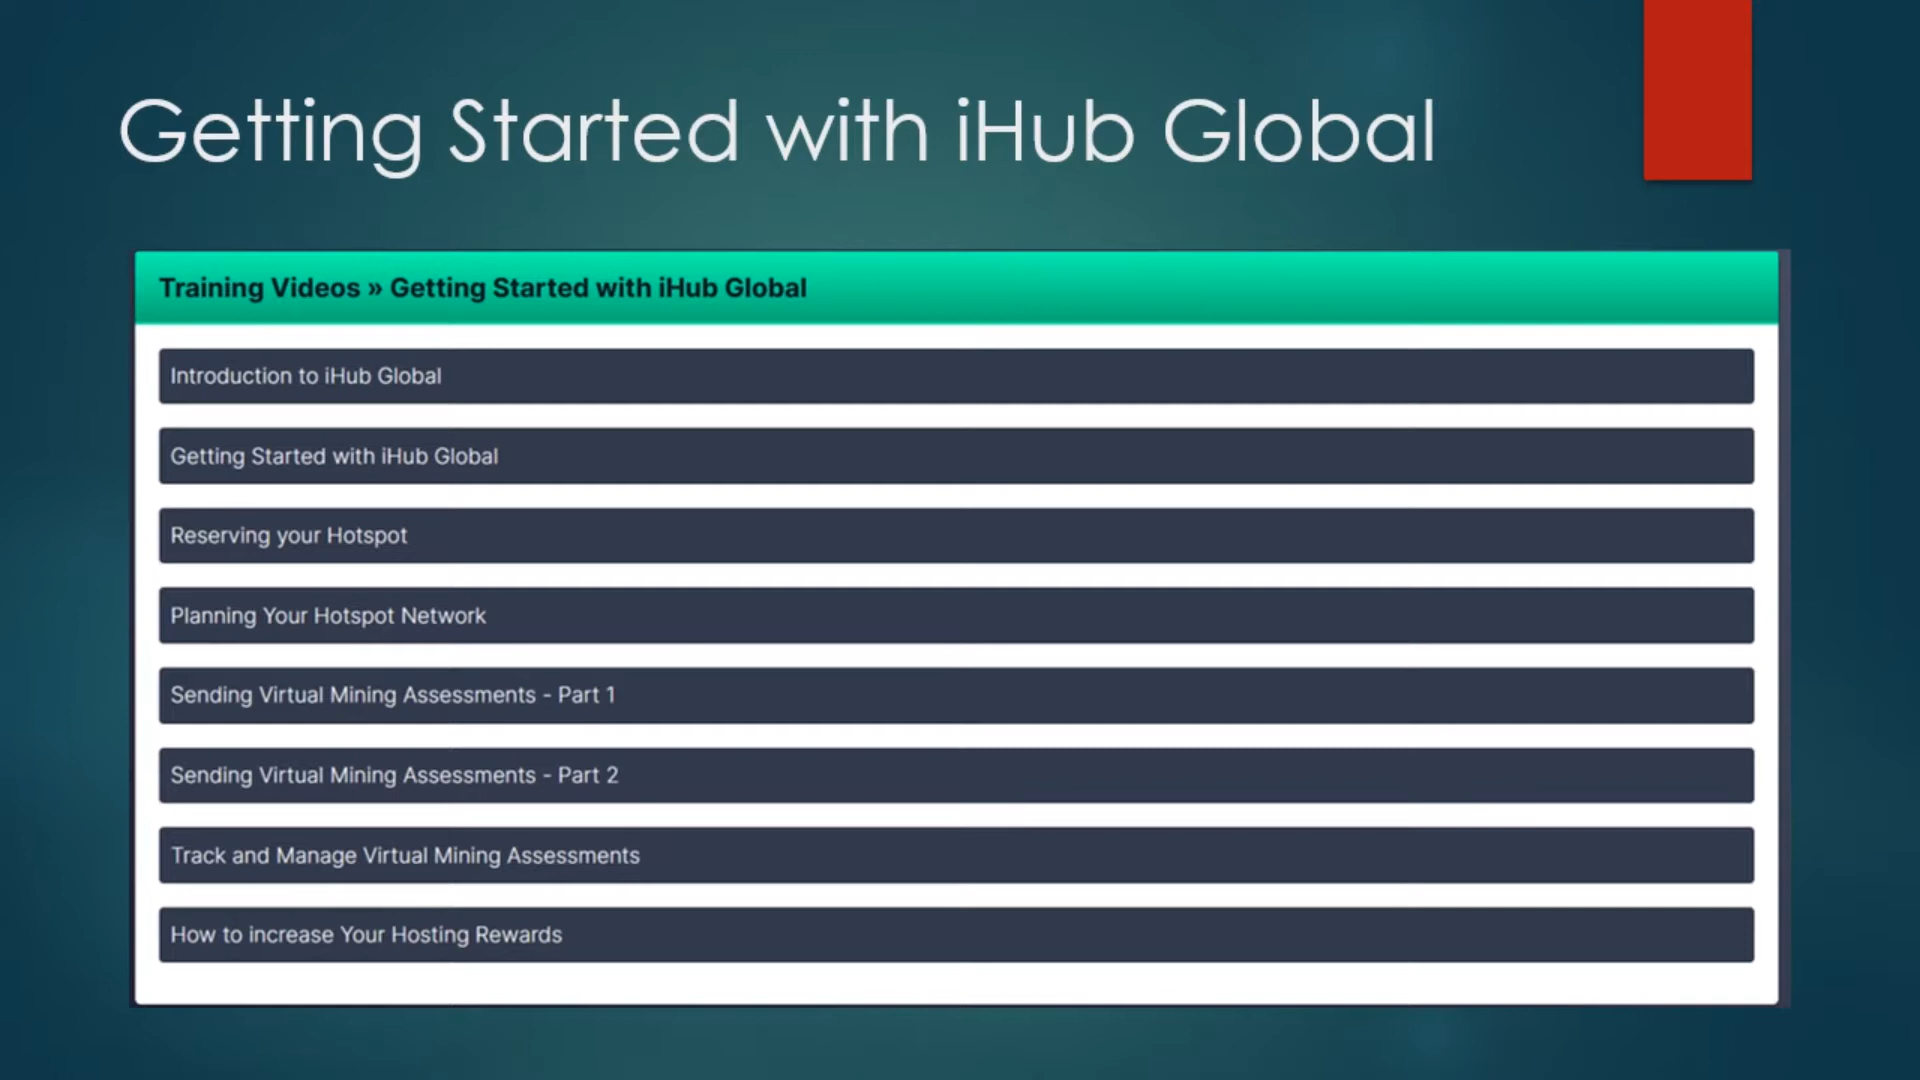 Getting Started with iHub Global
Training Videos » Getting Started with iHub Global
Introduction to iHub Global
Getting Started with iHub Global
Reserving your Hotspot
Planning Your Hotspot Network
Sending Virtual Mining Assessments - Part 1
Sending Virtual Mining Assessments - Part 2
Track and Manage Virtual Mining Assessments
How to increase Your Hosting Rewards